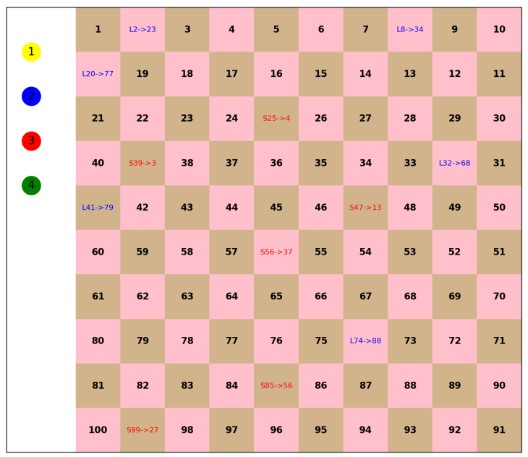 1
2
3
4
1 L2->23 3 4 5 6 7 L8->34 9 10
L20->77 19 18 17 16 15 14 13 12 11
21 22 23 24 S25->4 26 27 28 29 30
40 S39->3 38 37 36 35 34 33 L32->68 31
L41->79 42 43 44 45 46 S47->13 48 49 50
60 59 58 57 S56->37 55 54 53 52 51
61 62 63 64 65 66 67 68 69 70
80 79 78 77 76 75 L74->88 73 72 71
81 82 83 84 S85->56 86 87 88 89 90
100 S99->27 98 97 96 95 94 93 92 91